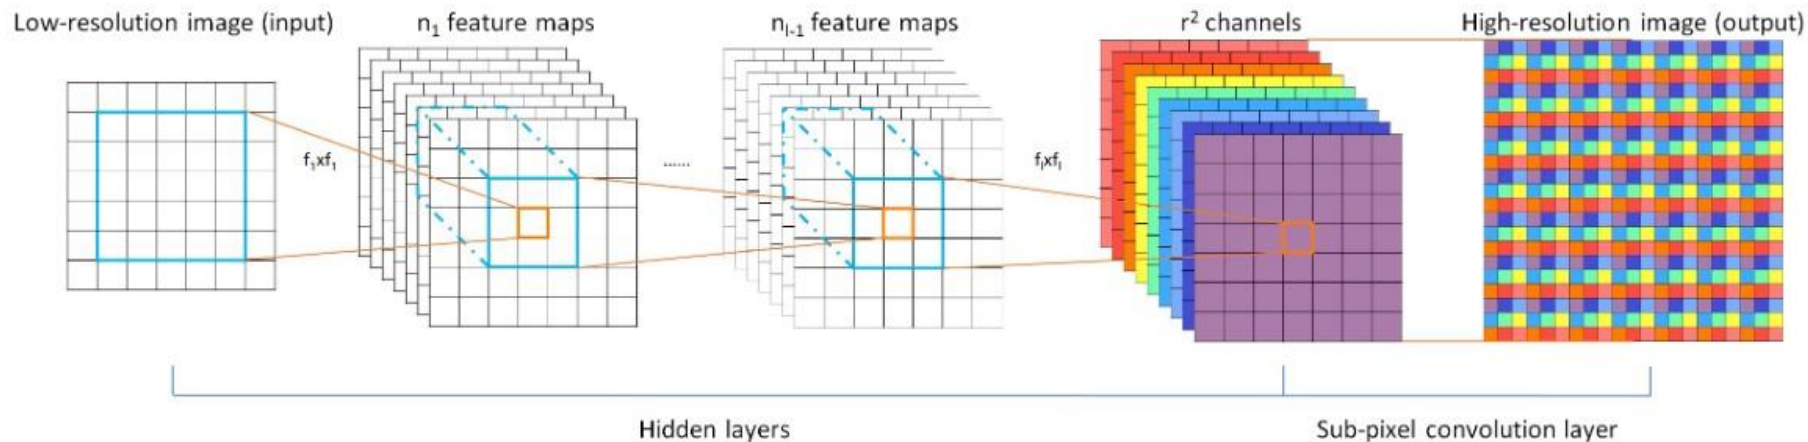 Low-resolution image (input)
n₁ feature maps
nₗ₋₁ feature maps
r² channels
High-resolution image (output)
f₁xf₁
......
fₗxfₗ
Hidden layers
Sub-pixel convolution layer